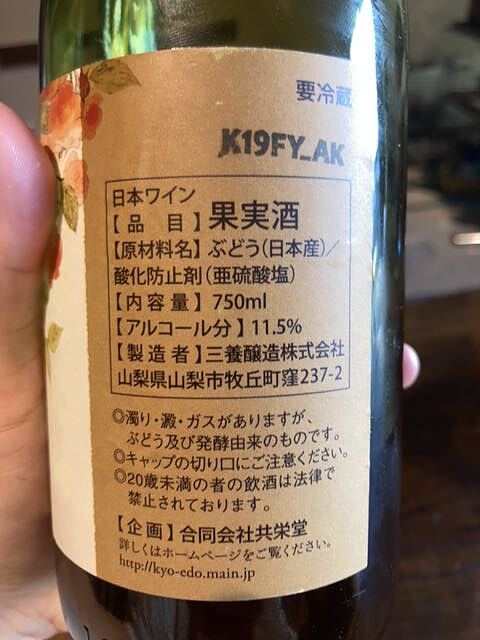 要冷蔵
K19FY_AK
日本ワイン
【品 目】果実酒
【原材料名】ぶどう(日本産)/
酸化防止剤(亜硫酸塩)
【内容量】750ml
【アルコール分】11.5%
【製造者】三養醸造株式会社
山梨県山梨市牧丘町窪237-2
◎濁り・澱・ガスがありますが、
ぶどう及び発酵由来のものです。
◎キャップの切り口にご注意ください。
◎20歳未満の者の飲酒は法律で
禁止されております。
【企画】合同会社共栄堂
詳しくはホームページをご覧ください。
http://kyo-edo.main.jp